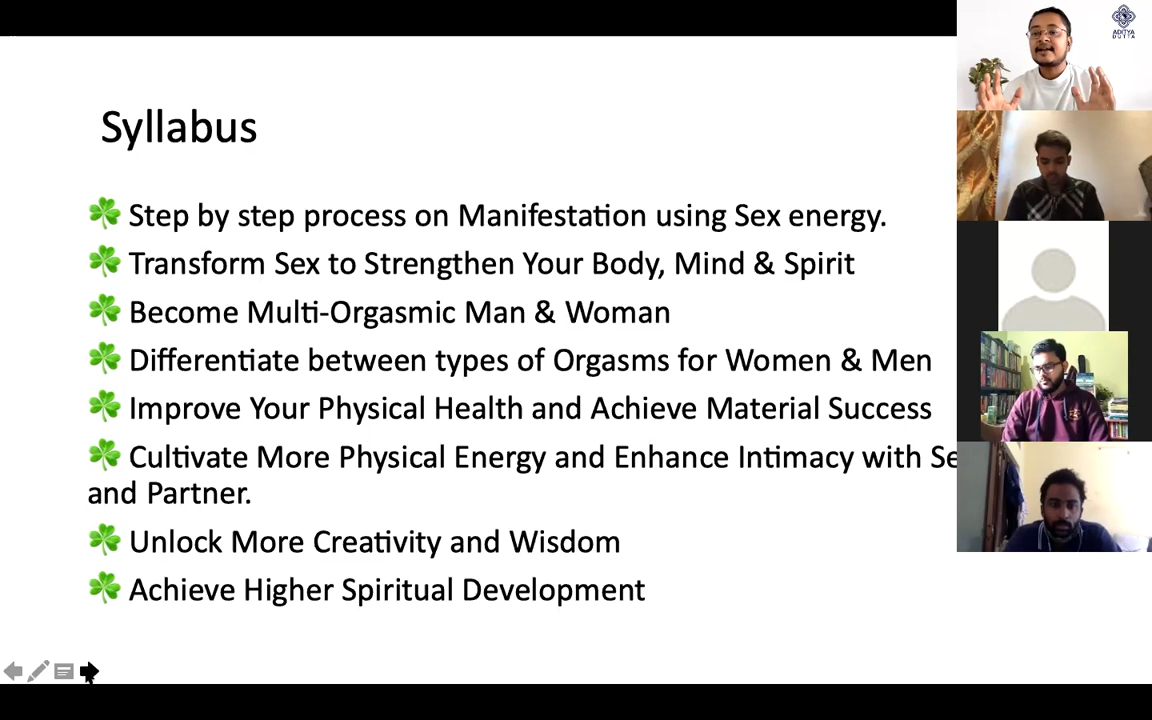 Syllabus
☘️ Step by step process on Manifestation using Sex energy.
☘️ Transform Sex to Strengthen Your Body, Mind & Spirit
☘️ Become Multi-Orgasmic Man & Woman
☘️ Differentiate between types of Orgasms for Women & Men
☘️ Improve Your Physical Health and Achieve Material Success
☘️ Cultivate More Physical Energy and Enhance Intimacy with Se
and Partner.
☘️ Unlock More Creativity and Wisdom
☘️ Achieve Higher Spiritual Development
ADITYA
DUTTA